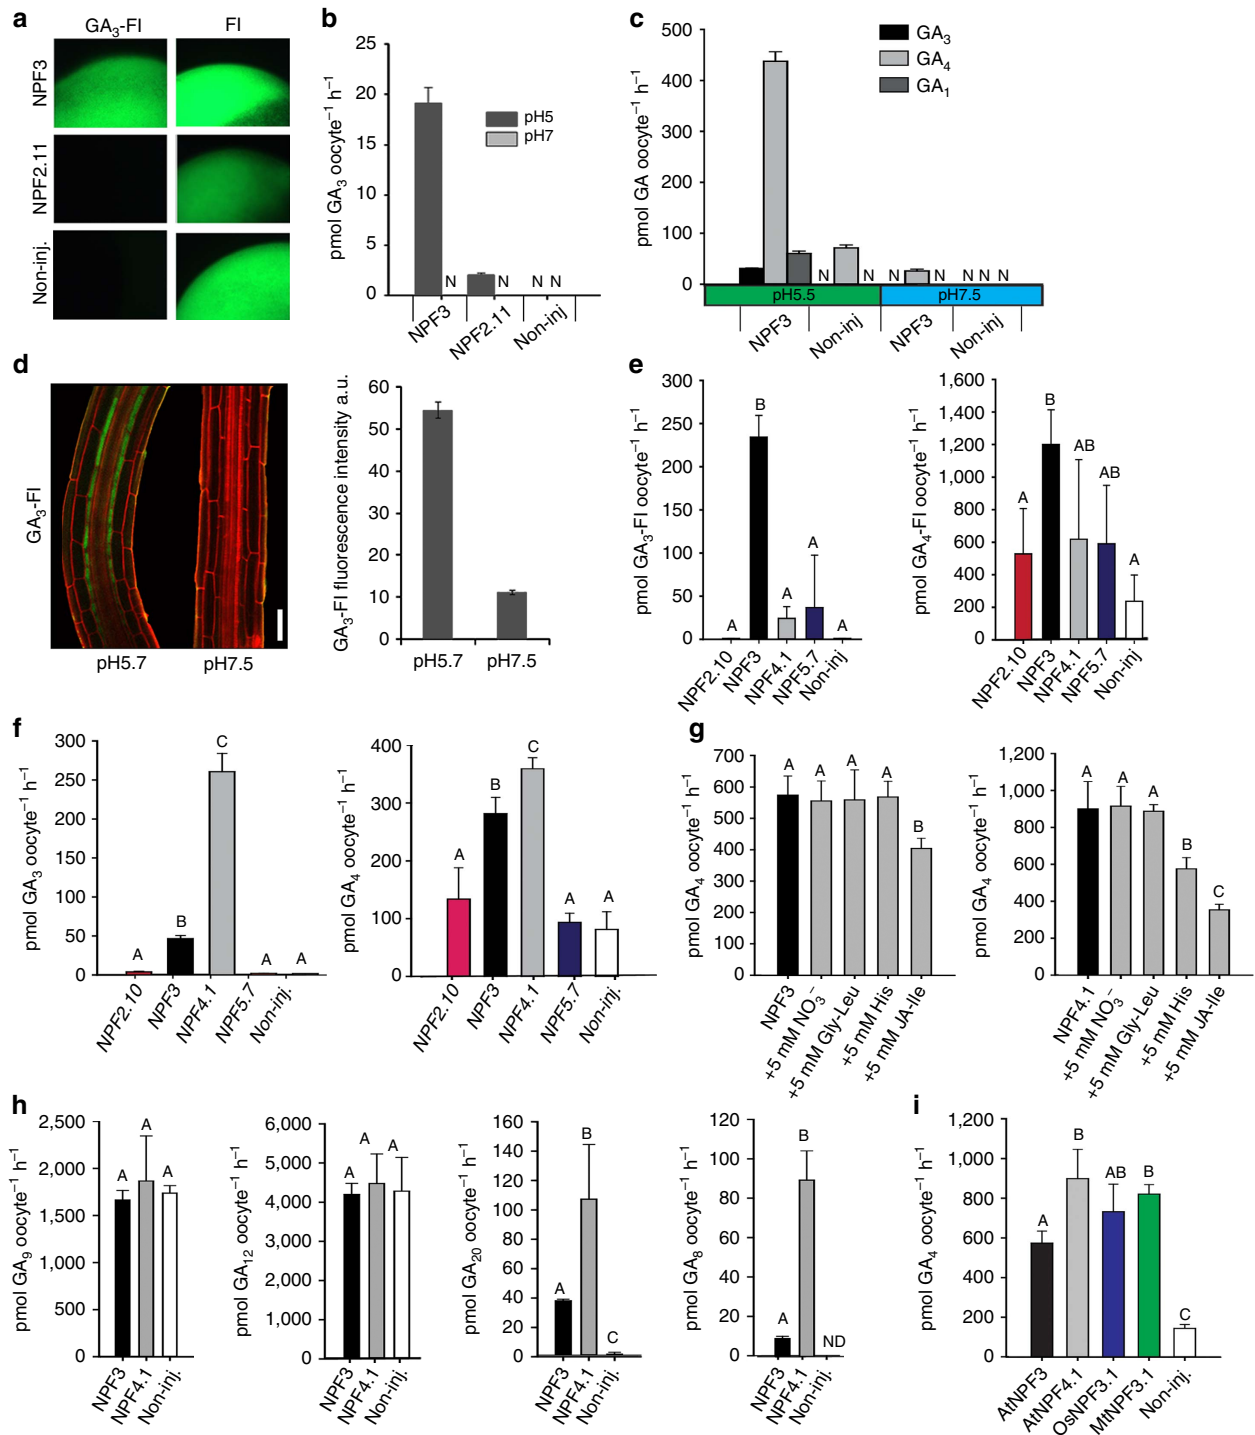 a
GA3-Fl
Fl
NPF3
NPF2.11
Non-inj.
b
pmol GA3 oocyte−1 h−1
25
20
15
10
5
0
pH5
pH7
N
N
N N
NPF3
NPF2.11
Non-inj
c
pmol GA oocyte−1 h−1
500
400
300
200
100
0
GA3
GA4
GA1
N
N
N
N
N N N
pH5.5
pH7.5
NPF3
Non-inj
NPF3
Non-inj
d
GA3-Fl
pH5.7
pH7.5
GA3-Fl fluorescence intensity a.u.
60
50
40
30
20
10
0
pH5.7
pH7.5
e
pmol GA3-Fl oocyte−1 h−1
300
250
200
150
100
50
0
A
B
A
A
A
NPF2.10
NPF3
NPF4.1
NPF5.7
Non-inj
pmol GA4-Fl oocyte−1 h−1
1,600
1,400
1,200
1,000
800
600
400
200
0
A
B
AB
AB
A
NPF2.10
NPF3
NPF4.1
NPF5.7
Non-inj
f
pmol GA3 oocyte−1 h−1
300
250
200
150
100
50
0
A
B
C
A
A
NPF2.10
NPF3
NPF4.1
NPF5.7
Non-inj.
pmol GA4 oocyte−1 h−1
400
300
200
100
0
A
B
C
A
A
NPF2.10
NPF3
NPF4.1
NPF5.7
Non-inj.
g
pmol GA4 oocyte−1 h−1
700
600
500
400
300
200
100
0
A
A
A
A
B
NPF3
+5 mM NO3−
+5 mM Gly-Leu
+5 mM His
+5 mM JA-Ile
pmol GA4 oocyte−1 h−1
1,200
1,000
800
600
400
200
0
A
A
A
B
C
NPF4.1
+5 mM NO3−
+5 mM Gly-Leu
+5 mM His
+5 mM JA-Ile
h
pmol GA9 oocyte−1 h−1
2,500
2,000
1,500
1,000
500
0
A
A
A
NPF3
NPF4.1
Non-inj.
pmol GA12 oocyte−1 h−1
6,000
5,000
4,000
3,000
2,000
1,000
0
A
A
A
NPF3
NPF4.1
Non-inj.
pmol GA20 oocyte−1 h−1
160
140
120
100
80
60
40
20
0
A
B
C
NPF3
NPF4.1
Non-inj.
pmol GA8 oocyte−1 h−1
120
100
80
60
40
20
0
A
B
ND
NPF3
NPF4.1
Non-inj.
i
pmol GA4 oocyte−1 h−1
1,200
1,000
800
600
400
200
0
A
B
AB
B
C
AtNPF3
AtNPF4.1
OsNPF3.1
MtNPF3.1
Non-inj.